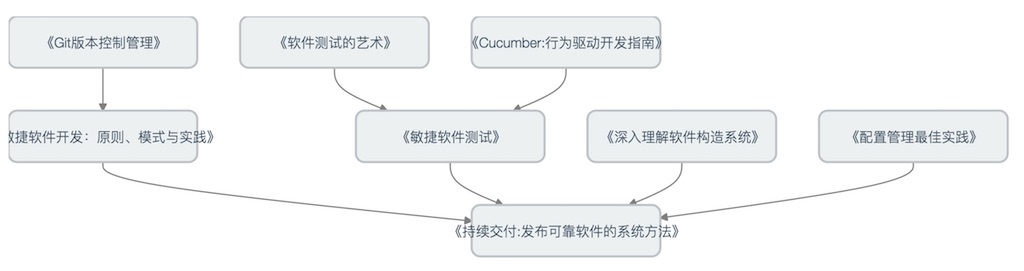 《Git版本控制管理》
《软件测试的艺术》
《Cucumber:行为驱动开发指南》
敏捷软件开发：原则、模式与实践》
《敏捷软件测试》
《深入理解软件构造系统》
《配置管理最佳实践》
《持续交付:发布可靠软件的系统方法》